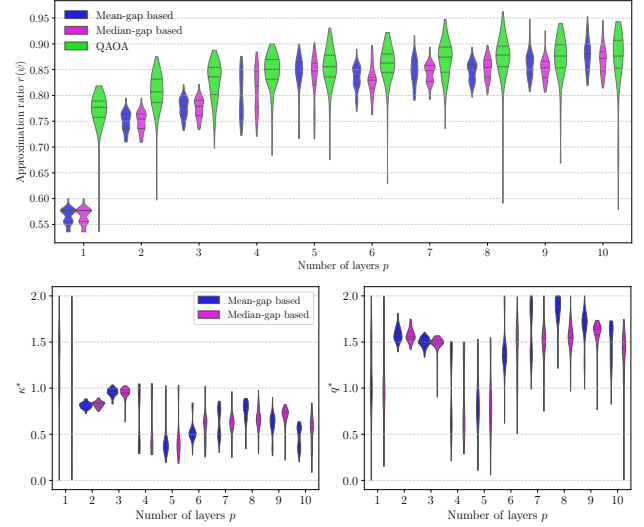 Mean-gap based
Median-gap based
QAOA
Approximation ratio r(ψ)
0.95
0.90
0.85
0.80
0.75
0.70
0.65
0.60
0.55
1 2 3 4 5 6 7 8 9 10
Number of layers p
Mean-gap based
Median-gap based
κ*
2.0
1.5
1.0
0.5
0.0
1 2 3 4 5 6 7 8 9 10
Number of layers p
q*
2.0
1.5
1.0
0.5
0.0
1 2 3 4 5 6 7 8 9 10
Number of layers p